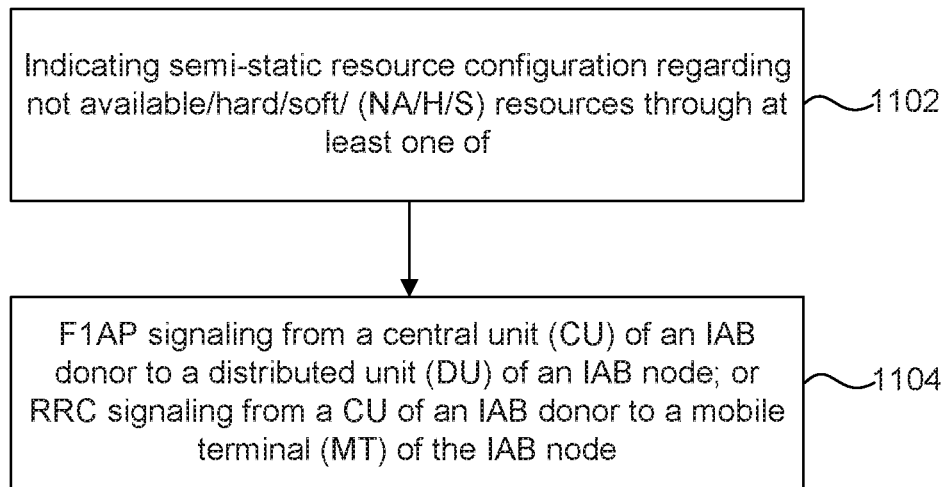 Indicating semi-static resource configuration regarding
not available/hard/soft/ (NA/H/S) resources through at
least one of
1102
F1AP signaling from a central unit (CU) of an IAB
donor to a distributed unit (DU) of an IAB node; or
RRC signaling from a CU of an IAB donor to a mobile
terminal (MT) of the IAB node
1104